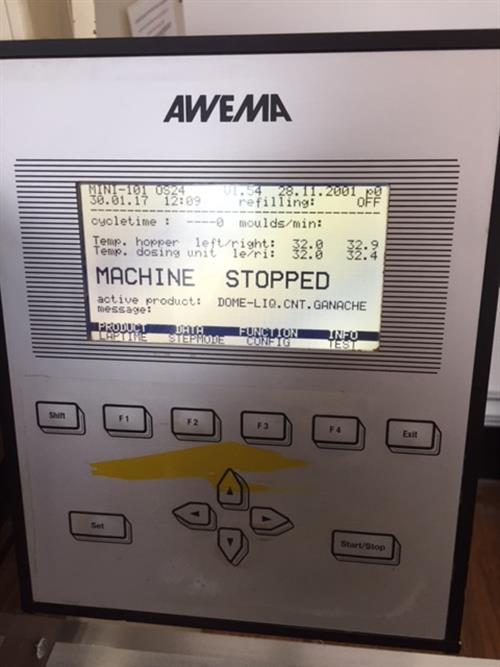 AWEMA
MINI-101 OS24 V1.54 28.11.2001 p0
30.01.17 12:09 refilling: OFF
cycletime : ----0 moulds/min:
Temp. hopper left/right: 32.0 32.9
Temp. dosing unit le/ri: 32.0 32.4
MACHINE STOPPED
active product: DOME-LIQ.CNT.GANACHE
message:
PRODUCT DATA FUNCTION INFO
LAPTIME STEPMODE CONFIG TEST
Shift F1 F2 F3 F4 Exit
Set
Start/Stop